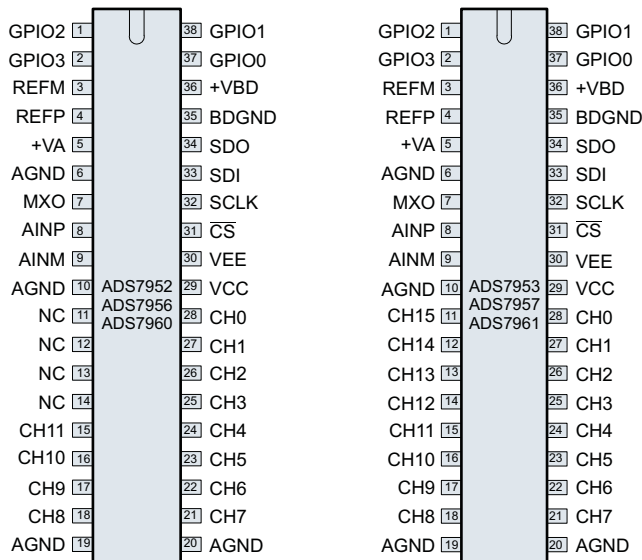 GPIO2 1 38 GPIO1
GPIO3 2 37 GPIO0
REFM 3 36 +VBD
REFP 4 35 BDGND
+VA 5 34 SDO
AGND 6 33 SDI
MXO 7 32 SCLK
AINP 8 31 C̅S̅
AINM 9 30 VEE
AGND 10 ADS7952 29 VCC
ADS7956
NC 11 ADS7960 28 CH0
NC 12 27 CH1
NC 13 26 CH2
NC 14 25 CH3
CH11 15 24 CH4
CH10 16 23 CH5
CH9 17 22 CH6
CH8 18 21 CH7
AGND 19 20 AGND
GPIO2 1 38 GPIO1
GPIO3 2 37 GPIO0
REFM 3 36 +VBD
REFP 4 35 BDGND
+VA 5 34 SDO
AGND 6 33 SDI
MXO 7 32 SCLK
AINP 8 31 C̅S̅
AINM 9 30 VEE
AGND 10 ADS7953 29 VCC
ADS7957
CH15 11 ADS7961 28 CH0
CH14 12 27 CH1
CH13 13 26 CH2
CH12 14 25 CH3
CH11 15 24 CH4
CH10 16 23 CH5
CH9 17 22 CH6
CH8 18 21 CH7
AGND 19 20 AGND